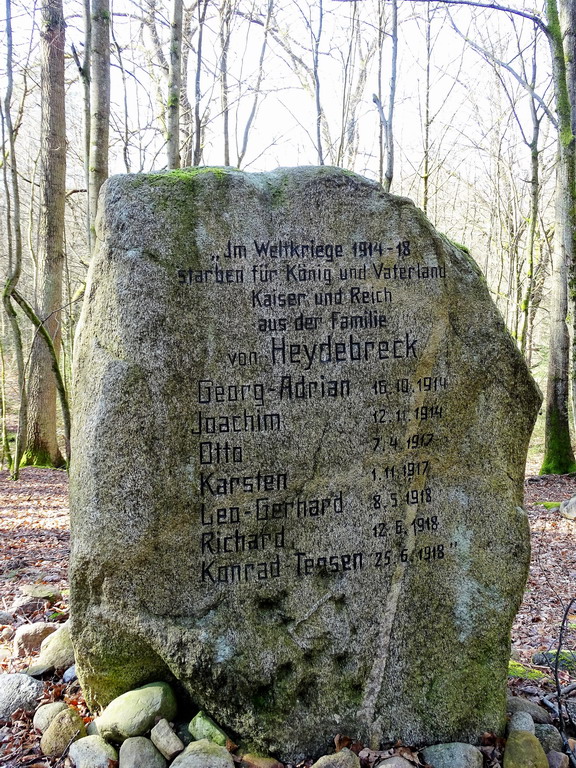 „Jm Weltkriege 1914-18
starben für König und Vaterland
Kaiser und Reich
aus der Familie
von Heydebreck
Georg-Adrian 16.10.1914
Joachim 12.11.1914
Otto 7.4.1917
Karsten 1.11.1917
Leo-Gerhard 8.5.1918
Richard 12.6.1918
Konrad Tessen 25.6.1918"